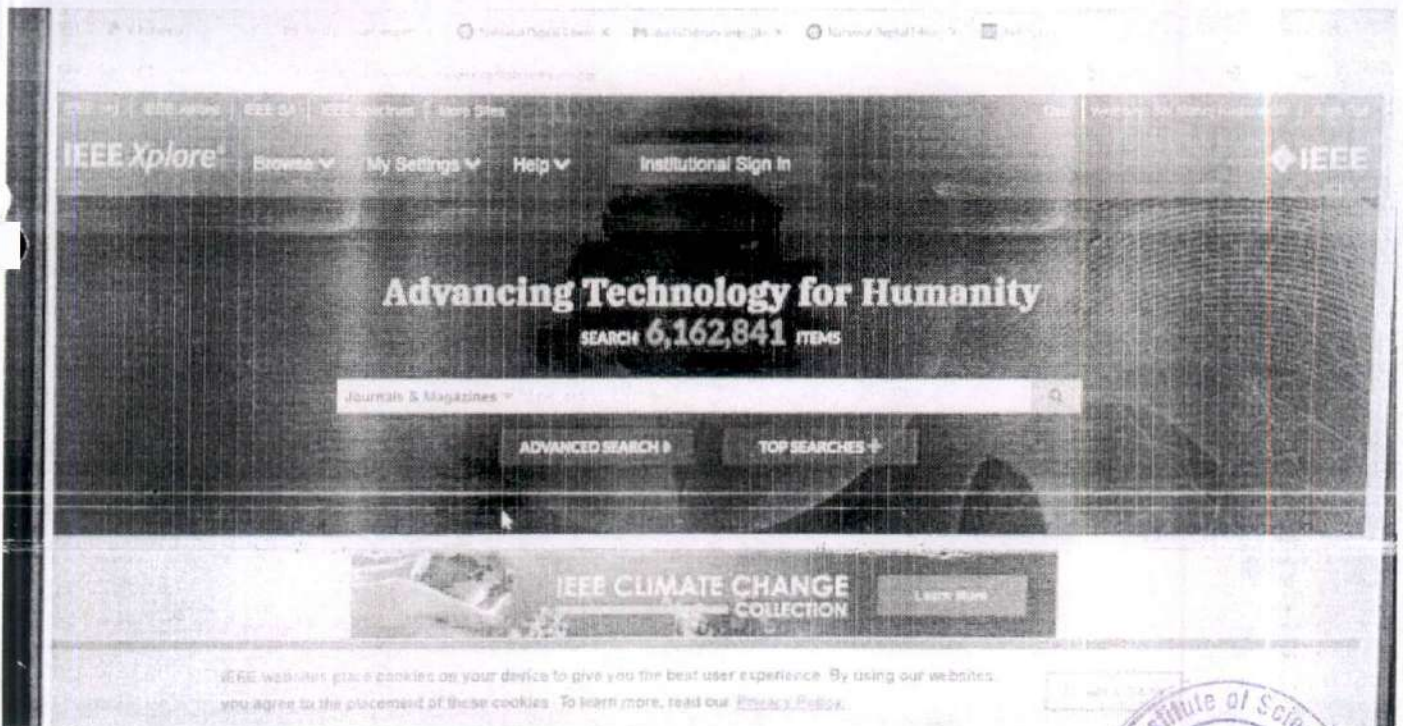 IEEE Xplore
Browse
My Settings
Help
Institutional Sign In
IEEE
Advancing Technology for Humanity
SEARCH 6,162,841 ITEMS
Journals & Magazines
ADVANCED SEARCH
TOP SEARCHES +
IEEE CLIMATE CHANGE
COLLECTION
Learn More
IEEE websites place cookies on your device to give you the best user experience. By using our websites,
you agree to the placement of these cookies. To learn more, read our Privacy Policy.